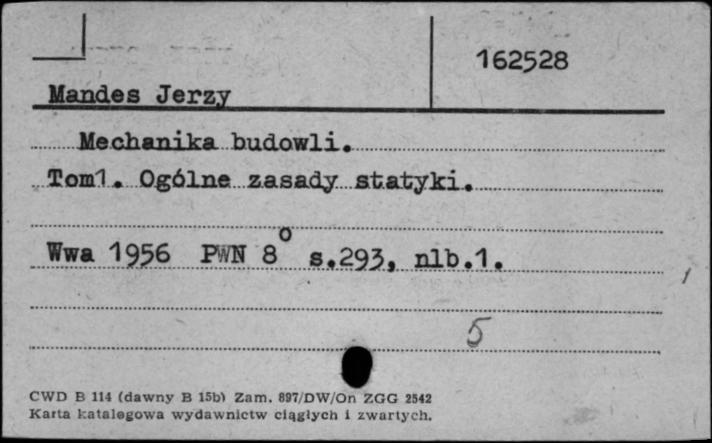 162528
Mandes Jerzy
Mechanika budowli.
Tom1. Ogólne zasady statyki.
Wwa 1956 PWN 8° s.293, nlb.1.
5
CWD B 114 (dawny B 15b) Zam. 897/DW/On ZGG 2542
Karta katalogowa wydawnictw ciągłych i zwartych.